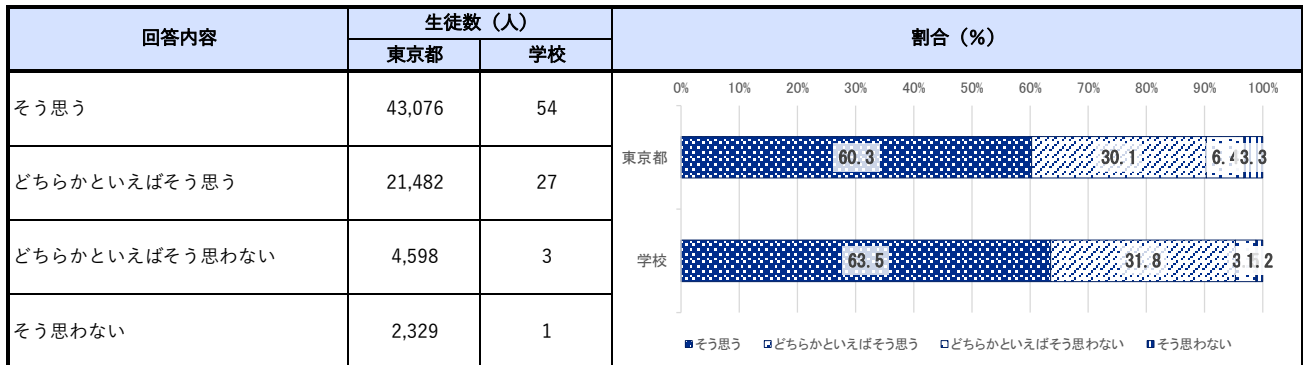 回答内容
生徒数（人）
割合（%）
東京都
学校
そう思う
43,076
54
どちらかといえばそう思う
21,482
27
どちらかといえばそう思わない
4,598
3
そう思わない
2,329
1
0% 10% 20% 30% 40% 50% 60% 70% 80% 90% 100%
東京都
60.3 30.1 6.4 3.3
学校
63.5 31.8 1.2
そう思う どちらかといえばそう思う どちらかといえばそう思わない そう思わない